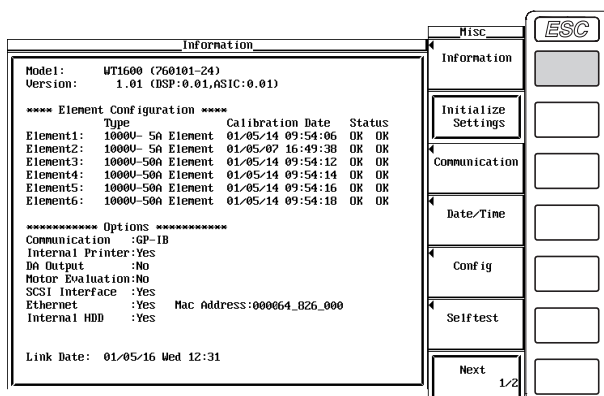 Information
Model: WT1600 (760101-24)
Version: 1.01 (DSP:0.01,ASIC:0.01)
**** Element Configuration ****
Type Calibration Date Status
Element1: 1000V- 5A Element 01/05/14 09:54:06 OK OK
Element2: 1000V- 5A Element 01/05/07 16:49:38 OK OK
Element3: 1000V-50A Element 01/05/14 09:54:12 OK OK
Element4: 1000V-50A Element 01/05/14 09:54:14 OK OK
Element5: 1000V-50A Element 01/05/14 09:54:16 OK OK
Element6: 1000V-50A Element 01/05/14 09:54:18 OK OK
*********** Options ***********
Communication :GP-IB
Internal Printer:Yes
DA Output :No
Motor Evaluation:No
SCSI Interface :Yes
Ethernet :Yes Mac Address:000064_826_000
Internal HDD :Yes
Link Date: 01/05/16 Wed 12:31
Misc
Information
Initialize
Settings
Communication
Date/Time
Config
Selftest
Next
1/2
ESC